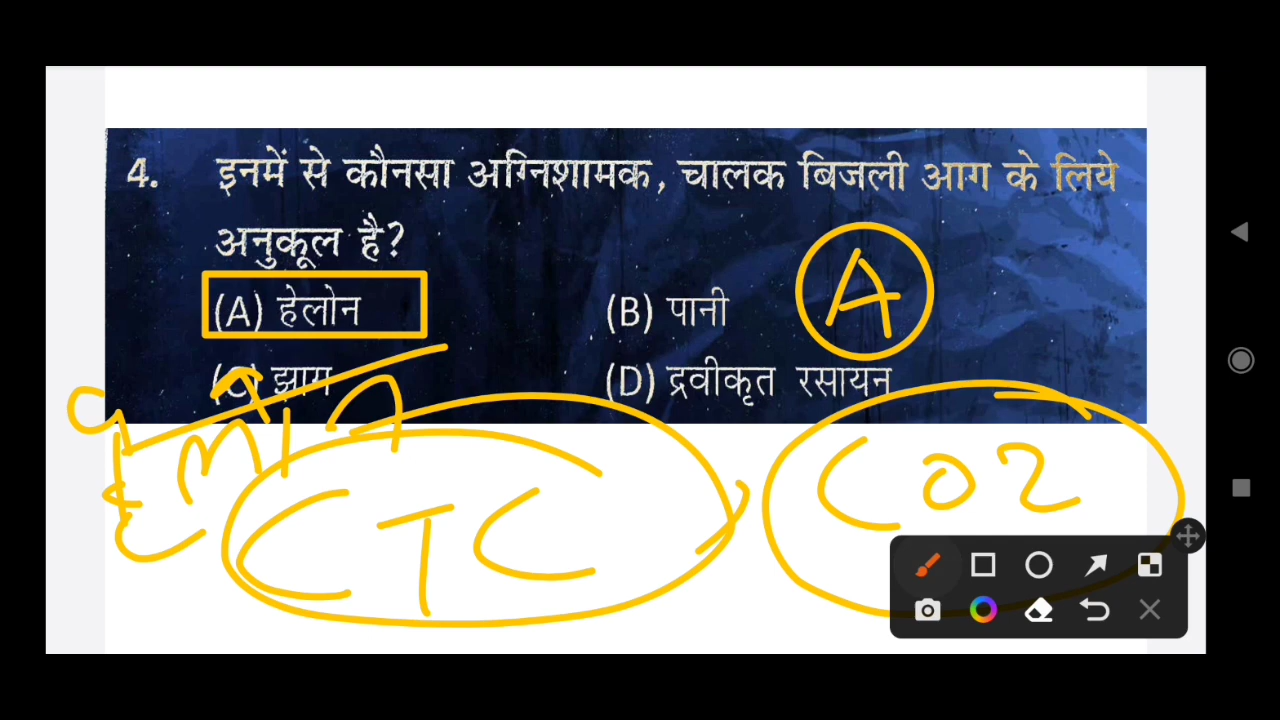 4. इनमें से कौनसा अग्निशामक, चालक बिजली आग के लिये
अनुकूल है?
(A) हेलोन (B) पानी
A
(C) झाग (D) द्रवीकृत रसायन
CTC, CO2